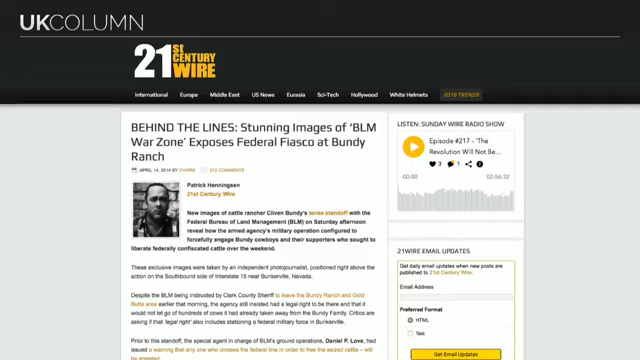 UKCOLUMN
21ST CENTURY WIRE
International Europe Middle East US News Eurasia Sci-Tech Hollywood White Helmets 2018 TRENDS
BEHIND THE LINES: Stunning Images of ‘BLM
War Zone’ Exposes Federal Fiasco at Bundy
Ranch
APRIL 14, 2014 BY 21WIRE 212 COMMENTS
Patrick Henningsen
21st Century Wire
New images of cattle rancher Cliven Bundy’s tense standoff with the
Federal Bureau of Land Management (BLM) on Saturday afternoon
reveal how the armed agency’s military operation configured to
forcefully engage Bundy cowboys and their supporters who sought to
liberate federally confiscated cattle over the weekend.
These exclusive images were taken by an independent photojournalist, positioned right above the
action on the Southbound side of Interstate 15 near Bunkerville, Nevada.
Despite the BLM being instructed by Clark County Sheriff to leave the Bundy Ranch and Gold
Butte area earlier that morning, the agency still insisted had a legal right to be there and that it
would not let go of hundreds of cows it had already taken away from the Bundy Family. Critics are
asking if that ‘legal right’ also includes stationing a federal military force in Bunkerville.
Prior to this standoff, the special agent in charge of BLM’s ground operations, Daniel P. Love, had
issued a warning that any one who crosses the federal line in order to free the seized cattle – will
be arrested.
LISTEN: SUNDAY WIRE RADIO SHOW
Episode #217 - 'The
Revolution Will Not Be...
3 1
00:00 02:56:32
21WIRE EMAIL UPDATES
Get daily email updates when new posts are
published to 21st Century Wire.
Email Address
Preferred Format
HTML
Text
Get Email Updates